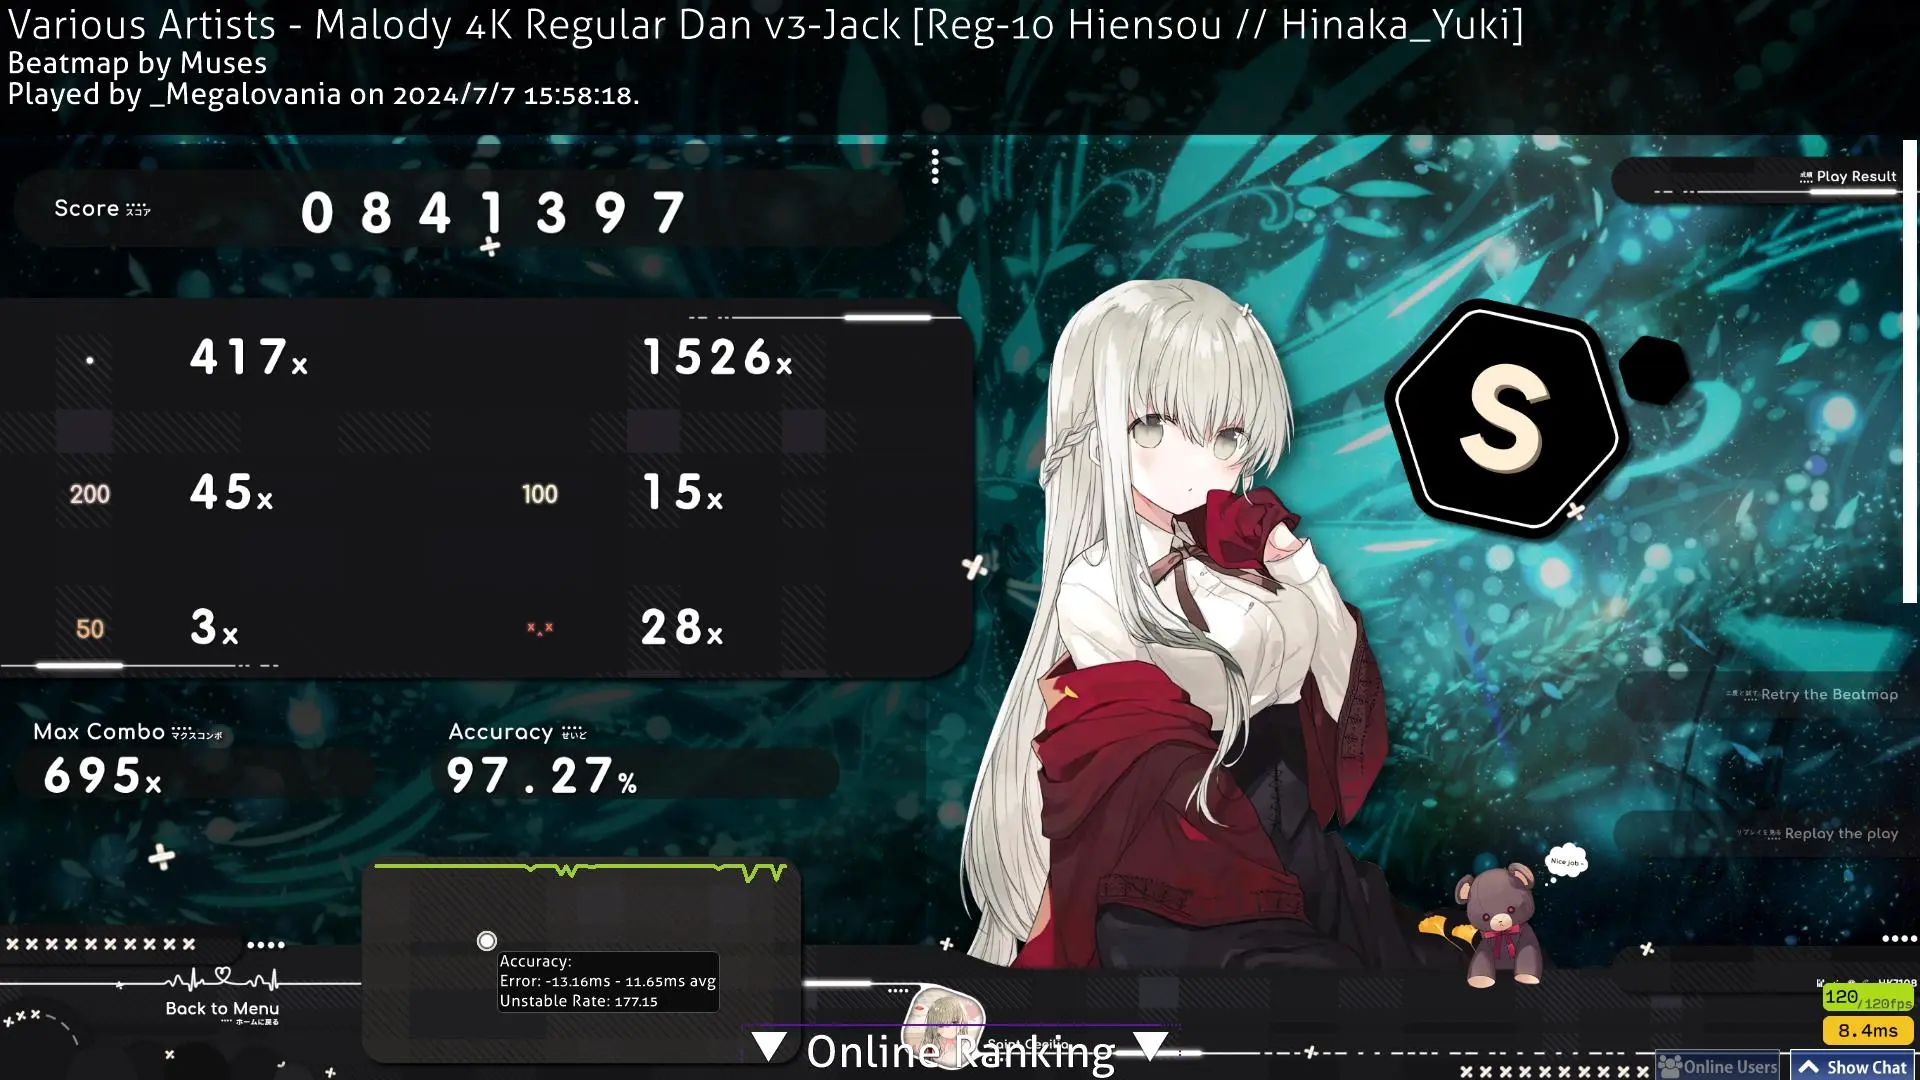 Various Artists - Malody 4K Regular Dan v3-Jack [Reg-10 Hiensou // Hinaka_Yuki]
Beatmap by Muses
Played by _Megalovania on 2024/7/7 15:58:18.
Play Result
Score スコア
0841397
417x
1526x
S
200
45x
100
15x
50
3x
28x
Retry the Beatmap
Max Combo マクスコンボ
Accuracy せいど
695x
97.27%
Replay the play
Nice job~
Accuracy:
Error: -13.16ms - 11.65ms avg
Unstable Rate: 177.15
Back to Menu
ホームに戻る
120/120fps
8.4ms
Saint Cecilia
Online Ranking
Online Users
Show Chat